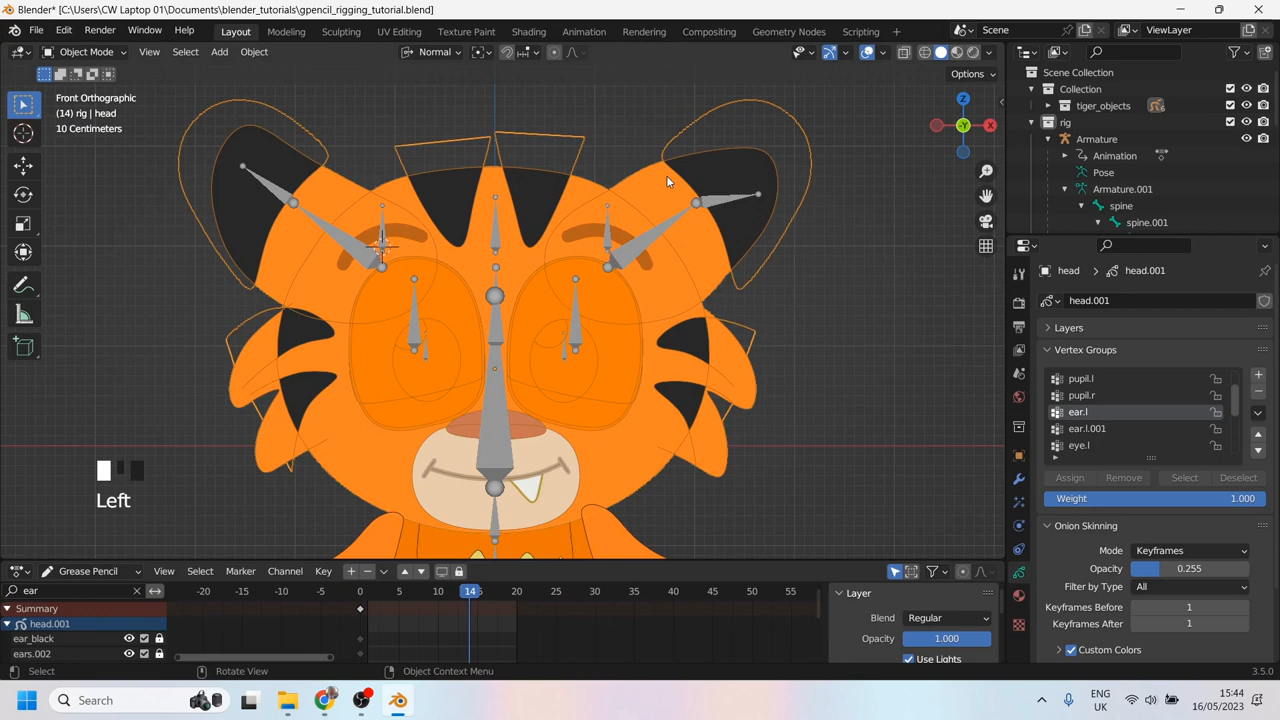 Blender* [C:\Users\CW Laptop 01\Documents\blender_tutorials\gpencil_rigging_tutorial.blend]
File Edit Render Window Help Layout Modeling Sculpting UV Editing Texture Paint Shading Animation Rendering Compositing Geometry Nodes Scripting + Scene ViewLayer
Object Mode View Select Add Object Normal
Options
Front Orthographic
(14) rig | head
10 Centimeters
Z
-Y
X
Left
Scene Collection
Collection
tiger_objects
rig
Armature
Animation
Pose
Armature.001
spine
spine.001
head head.001
head.001
Layers
Vertex Groups
pupil.l
pupil.r
ear.l
ear.l.001
eye.l
Assign Remove Select Deselect
Weight 1.000
Onion Skinning
Mode Keyframes
Opacity 0.255
Filter by Type All
Keyframes Before 1
Keyframes After 1
Custom Colors
Grease Pencil View Select Marker Channel Key
ear
-20 -15 -10 -5 0 5 10 14 15 20 25 30 35 40 45 50 55
Summary
head.001
ear_black
ears.002
Layer
Blend Regular
Opacity 1.000
Use Lights
Select Rotate View Object Context Menu 3.5.0
Search
ENG
UK
15:44
16/05/2023